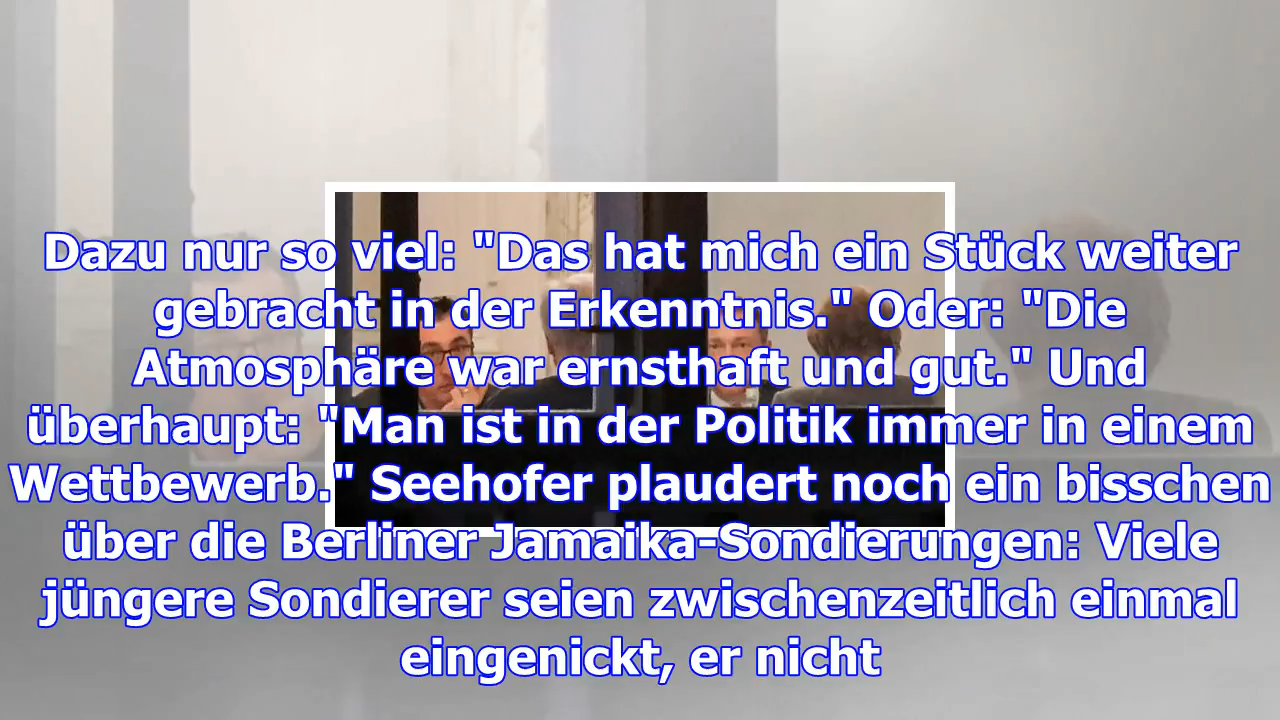 Dazu nur so viel: "Das hat mich ein Stück weiter
gebracht in der Erkenntnis." Oder: "Die
Atmosphäre war ernsthaft und gut." Und
überhaupt: "Man ist in der Politik immer in einem
Wettbewerb." Seehofer plaudert noch ein bisschen
über die Berliner Jamaika-Sondierungen: Viele
jüngere Sondierer seien zwischenzeitlich einmal
eingenickt, er nicht